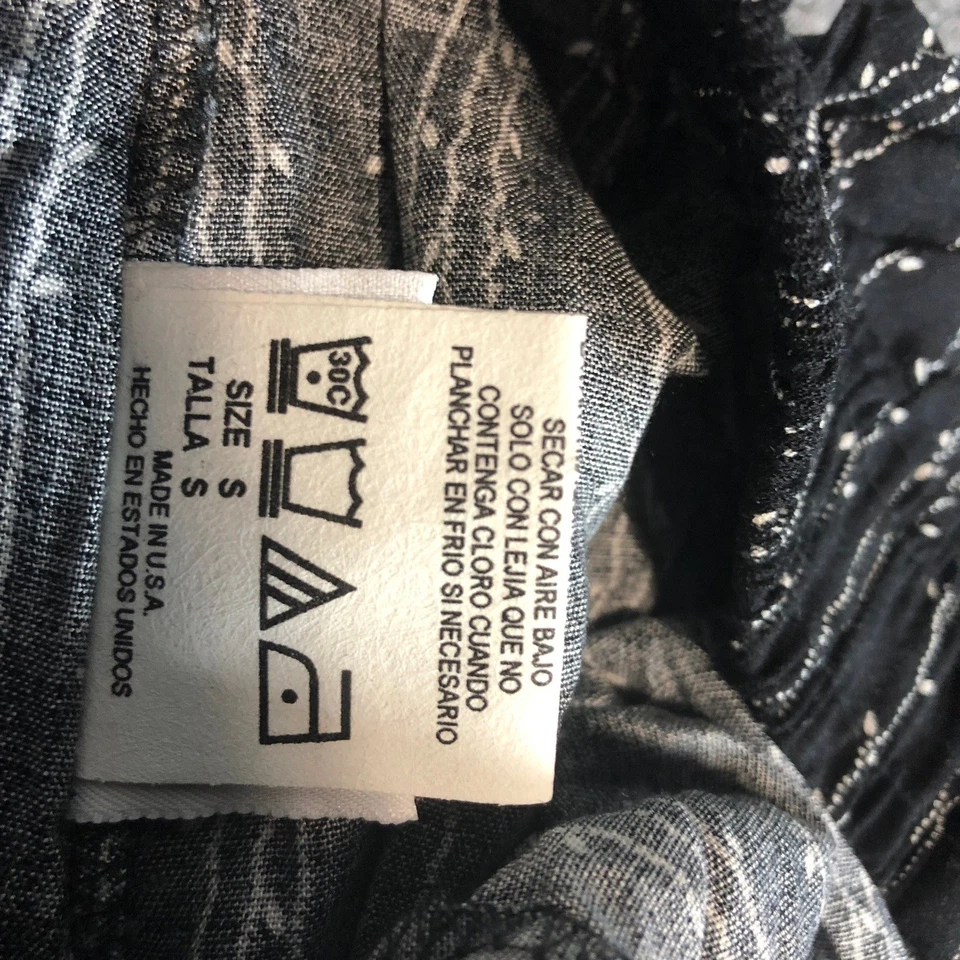 SECAR CON AIRE BAJO
SOLO CON LEJIA QUE NO
CONTENGA CLORO CUANDO
PLANCHAR EN FRIO SI NECESARIO
30C
SIZE S
TALLA S
MADE IN U.S.A.
HECHO EN ESTADOS UNIDOS